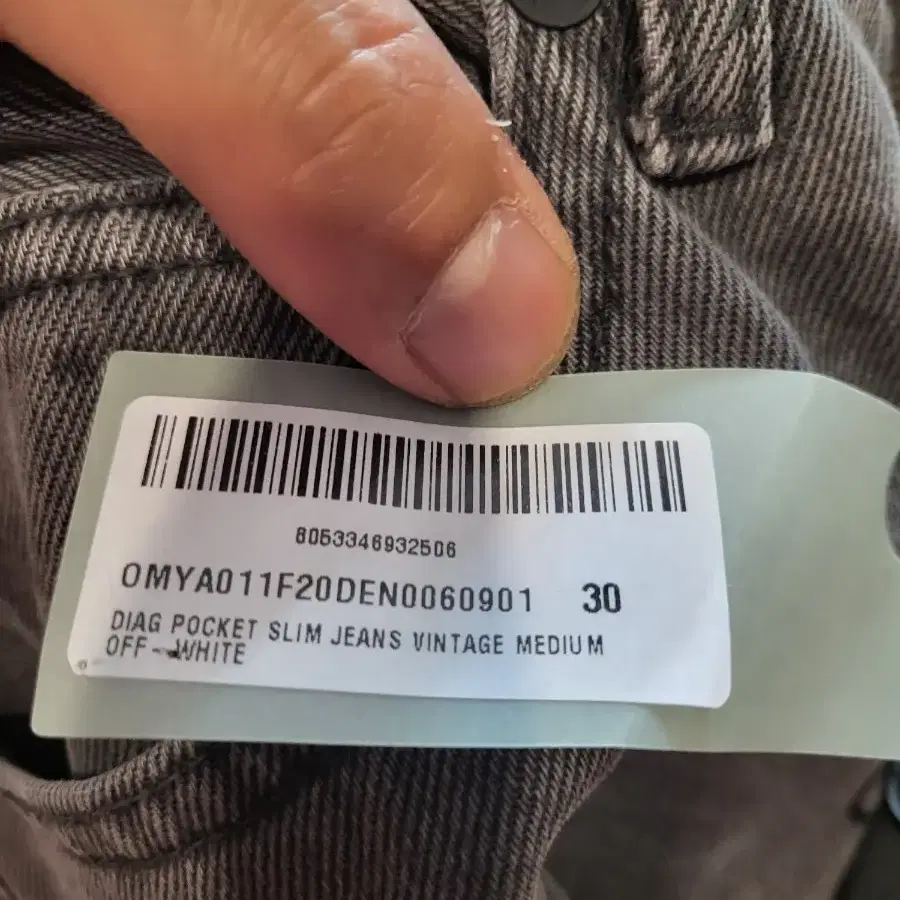 8053346932506
OMYA011F20DEN0060901 30
DIAG POCKET SLIM JEANS VINTAGE MEDIUM
OFF-WHITE